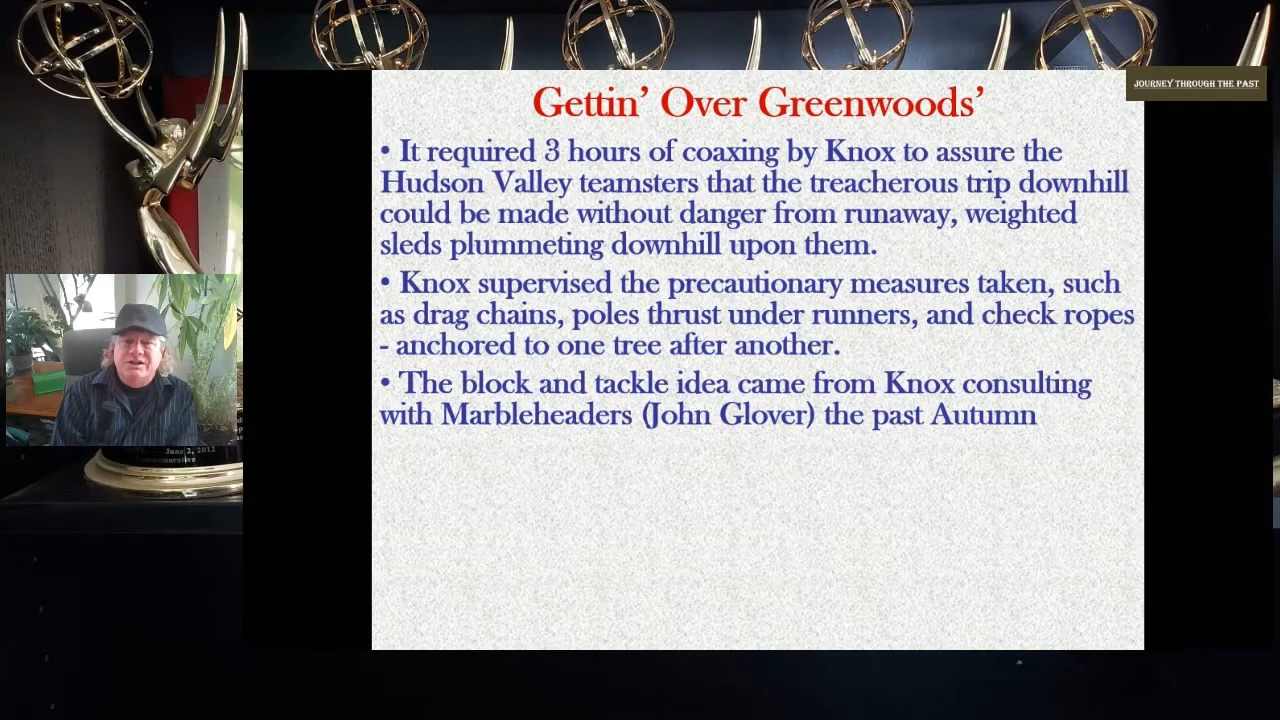 JOURNEY THROUGH THE PAST
Gettin’ Over Greenwoods’
• It required 3 hours of coaxing by Knox to assure the
Hudson Valley teamsters that the treacherous trip downhill
could be made without danger from runaway, weighted
sleds plummeting downhill upon them.
• Knox supervised the precautionary measures taken, such
as drag chains, poles thrust under runners, and check ropes
- anchored to one tree after another.
• The block and tackle idea came from Knox consulting
with Marbleheaders (John Glover) the past Autumn
June 2, 2012